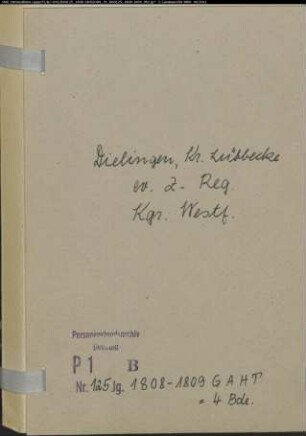 Dielingen, Kr. Lübbecke
ev. Z. Reg.
Kgr. Westf.
Personenstandsarchiv
Detmold
P 1 B
Nr. 125 Jg. 1808-1809 G A H T
4 Bde.